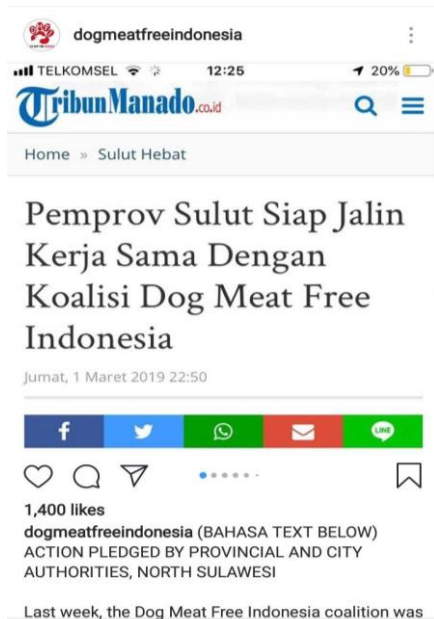 dogmeatfreeindonesia
TELKOMSEL 12:25 20%
TribunManado.co.id
Home » Sulut Hebat
Pemprov Sulut Siap Jalin
Kerja Sama Dengan
Koalisi Dog Meat Free
Indonesia
Jumat, 1 Maret 2019 22:50
f LINE
1,400 likes
dogmeatfreeindonesia (BAHASA TEXT BELOW)
ACTION PLEDGED BY PROVINCIAL AND CITY
AUTHORITIES, NORTH SULAWESI
Last week, the Dog Meat Free Indonesia coalition was